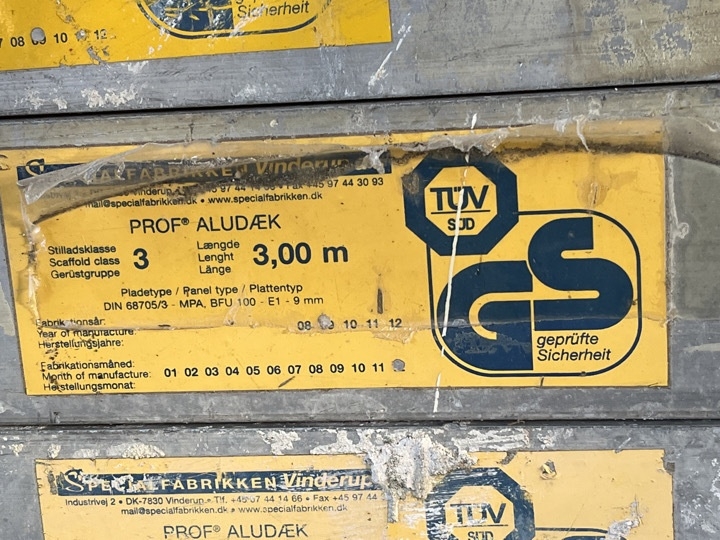 Sicherheit
08 09 10 11 12
SPECIALFABRIKKEN Vinderup
Vinderup 97 44 14 66 • Fax +45 97 44 30 93
mail@specialfabrikken.dk • www.specialfabrikken.dk
PROF® ALUDÆK
Stilladsklasse
Scaffold class
Gerüstgruppe
3
Længde
Lenght
Länge
3,00 m
Pladetype / Panel type / Plattentyp
DIN 68705/3 - MPA, BFU 100 - E1 - 9 mm
Fabrikationsår:
Year of manufacture:
Herstellungsjahre:
08 10 11 12
Fabrikationsmåned:
Month of manufacture:
Herstellungsmonat:
01 02 03 04 05 06 07 08 09 10 11
TÜV
SÜD
GS
geprüfte
Sicherheit
SPECIALFABRIKKEN Vinderup
Industrivej 2 • DK-7830 Vinderup • Tlf. +45 97 44 14 66 • Fax +45 97 44
mail@specialfabrikken.dk • www.specialfabrikken.dk
PROF® ALUDÆK
TÜV
SÜD